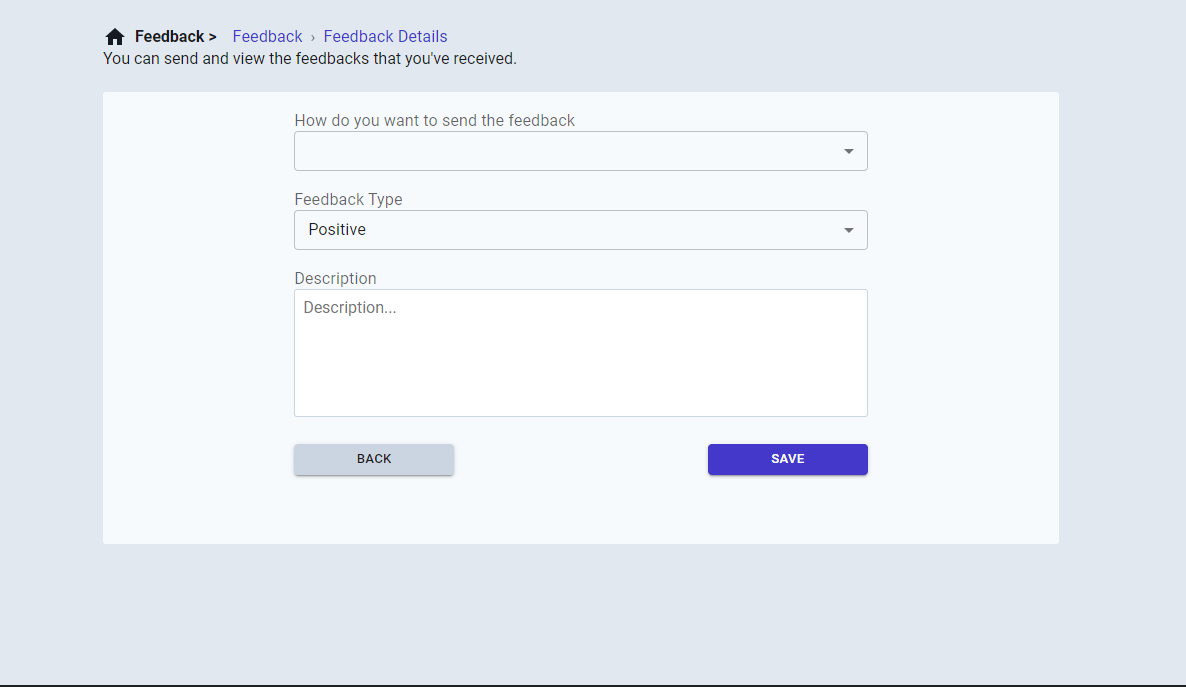 Feedback > Feedback › Feedback Details
You can send and view the feedbacks that you've received.
How do you want to send the feedback
Feedback Type
Positive
Description
Description...
BACK
SAVE